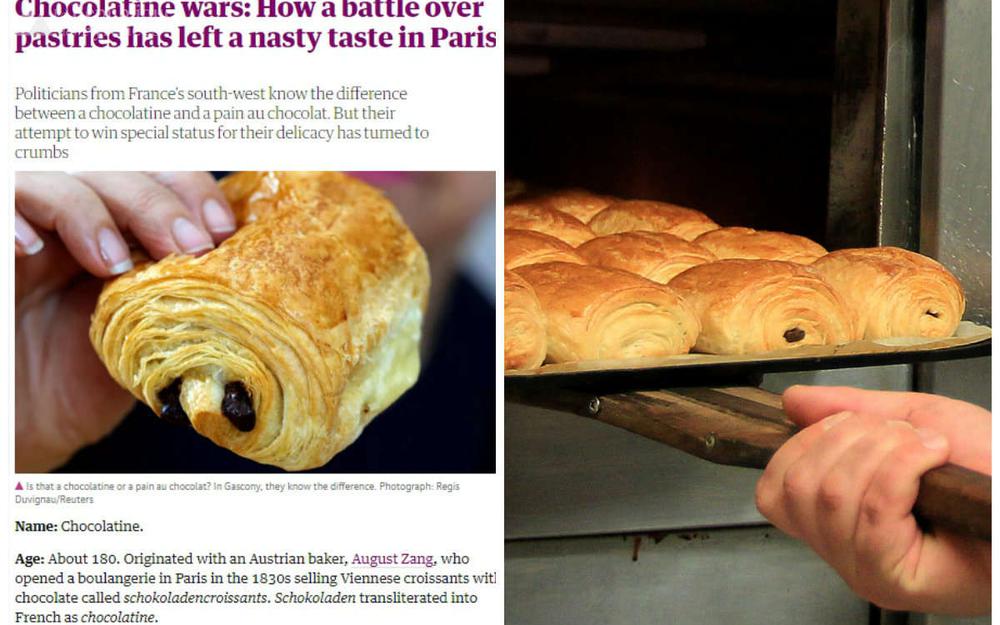 Chocolatine wars: How a battle over
pastries has left a nasty taste in Paris
Politicians from France's south-west know the difference
between a chocolatine and a pain au chocolat. But their
attempt to win special status for their delicacy has turned to
crumbs
▲ Is that a chocolatine or a pain au chocolat? In Gascony, they know the difference. Photograph: Regis
Duvignau/Reuters
Name: Chocolatine.
Age: About 180. Originated with an Austrian baker, August Zang, who
opened a boulangerie in Paris in the 1830s selling Viennese croissants with
chocolate called schokoladencroissants. Schokoladen transliterated into
French as chocolatine.